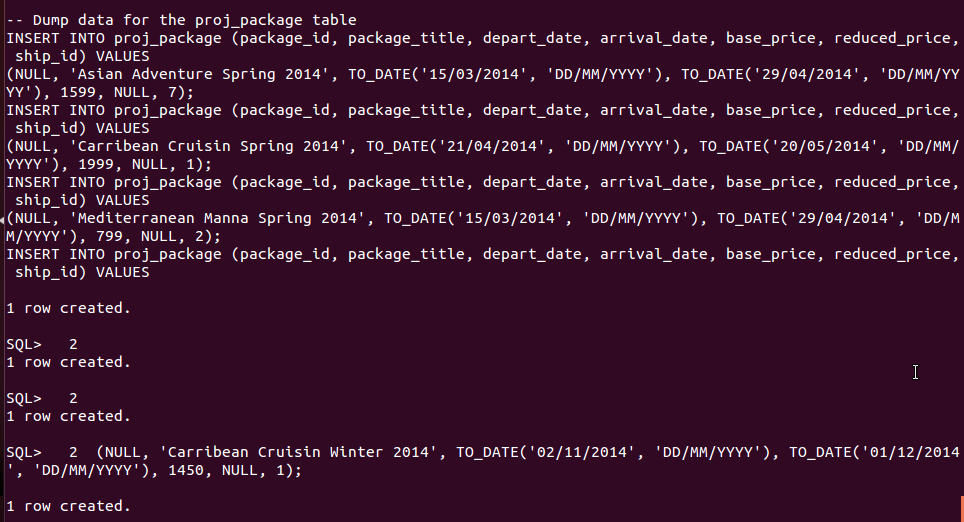 -- Dump data for the proj_package table
INSERT INTO proj_package (package_id, package_title, depart_date, arrival_date, base_price, reduced_price,
 ship_id) VALUES
(NULL, 'Asian Adventure Spring 2014', TO_DATE('15/03/2014', 'DD/MM/YYYY'), TO_DATE('29/04/2014', 'DD/MM/YY
YY'), 1599, NULL, 7);
INSERT INTO proj_package (package_id, package_title, depart_date, arrival_date, base_price, reduced_price,
 ship_id) VALUES
(NULL, 'Carribean Cruisin Spring 2014', TO_DATE('21/04/2014', 'DD/MM/YYYY'), TO_DATE('20/05/2014', 'DD/MM/
YYYY'), 1999, NULL, 1);
INSERT INTO proj_package (package_id, package_title, depart_date, arrival_date, base_price, reduced_price,
 ship_id) VALUES
(NULL, 'Mediterranean Manna Spring 2014', TO_DATE('15/03/2014', 'DD/MM/YYYY'), TO_DATE('29/04/2014', 'DD/M
M/YYYY'), 799, NULL, 2);
INSERT INTO proj_package (package_id, package_title, depart_date, arrival_date, base_price, reduced_price,
 ship_id) VALUES

1 row created.

SQL>   2
1 row created.

SQL>   2
1 row created.

SQL>   2  (NULL, 'Carribean Cruisin Winter 2014', TO_DATE('02/11/2014', 'DD/MM/YYYY'), TO_DATE('01/12/2014
', 'DD/MM/YYYY'), 1450, NULL, 1);

1 row created.